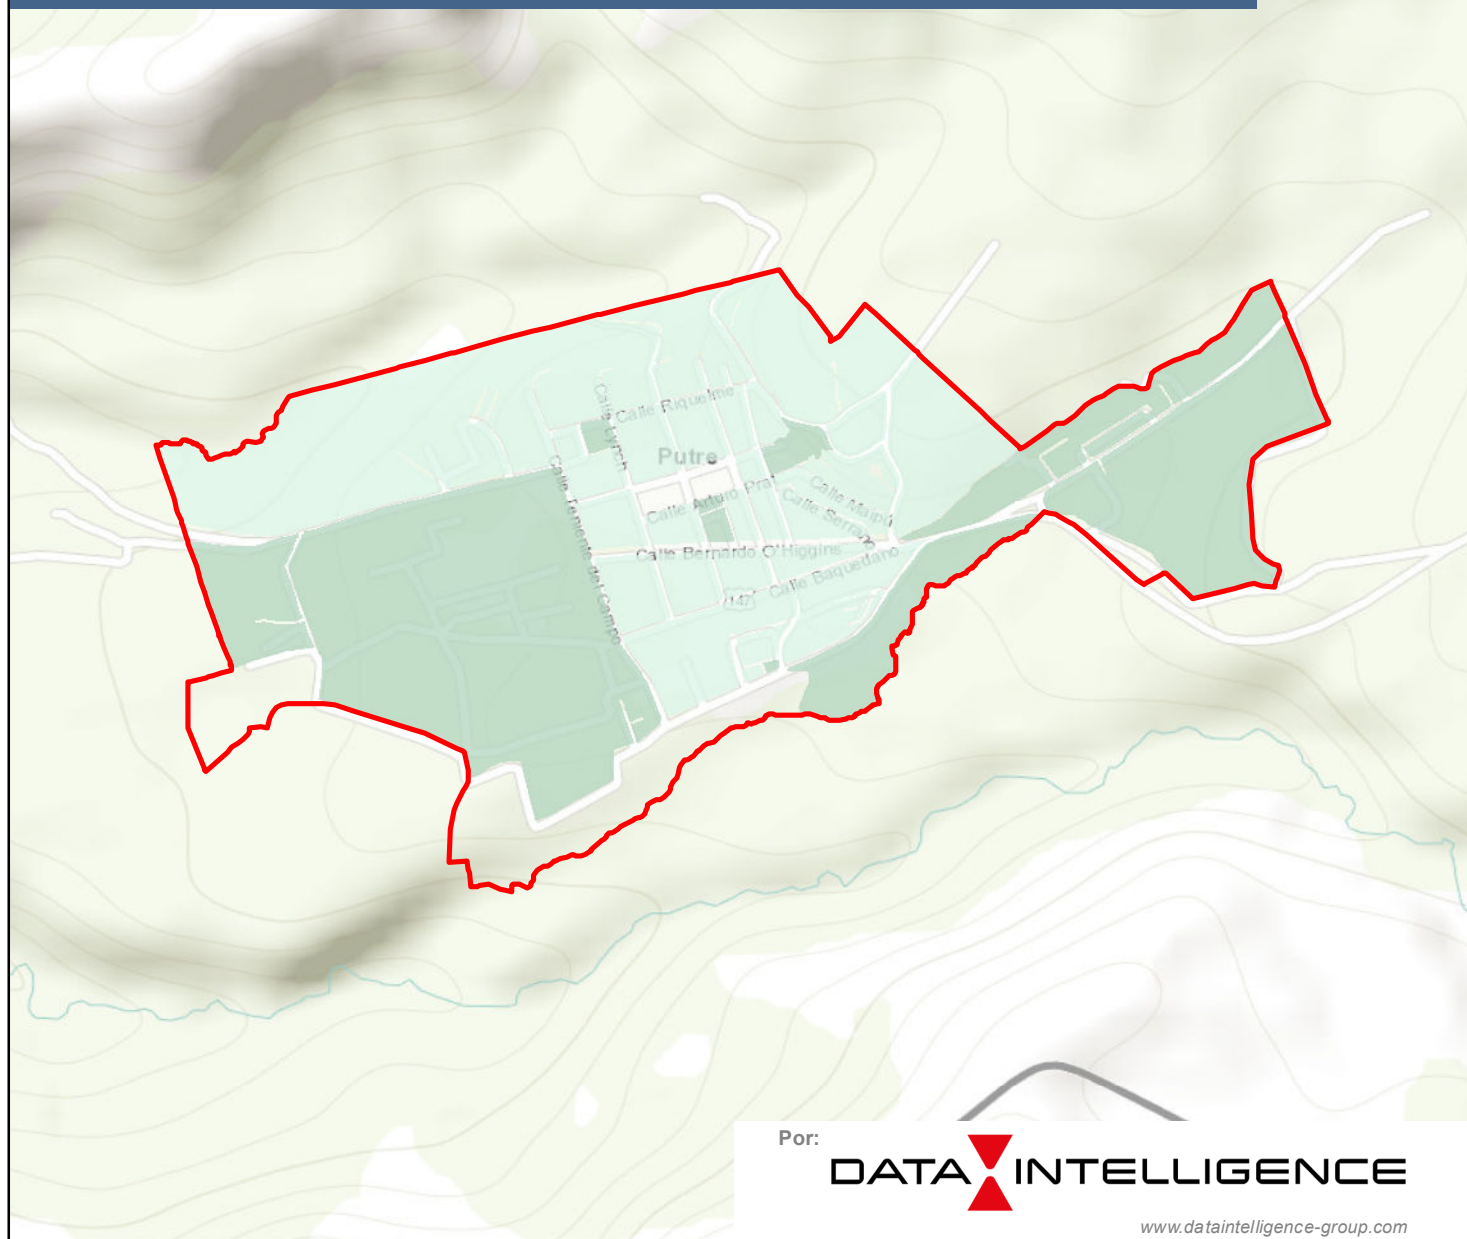 Calle Riquelme
Calle Lynch
Putre
Calle Teniente del Campo
Calle Arturo Prat
Calle Maipú
Calle Serrano
Calle Bernardo O'Higgins
Calle Baquedano
147
Por:
DATA INTELLIGENCE
www.dataintelligence-group.com